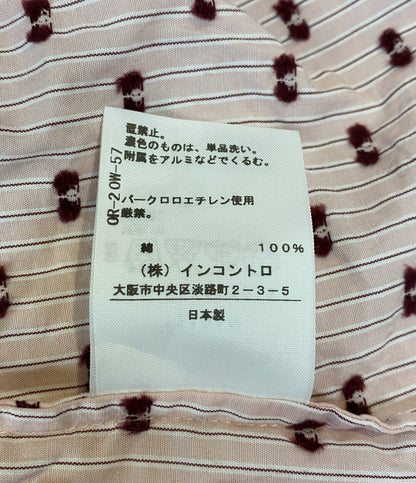 置禁止。
濃色のものは、単品洗い。
附属をアルミなどでくるむ。
パークロロエチレン使用
厳禁。
綿 100%
(株) インコントロ
大阪市中央区淡路町2-3-5
日本製
OR-20W-57